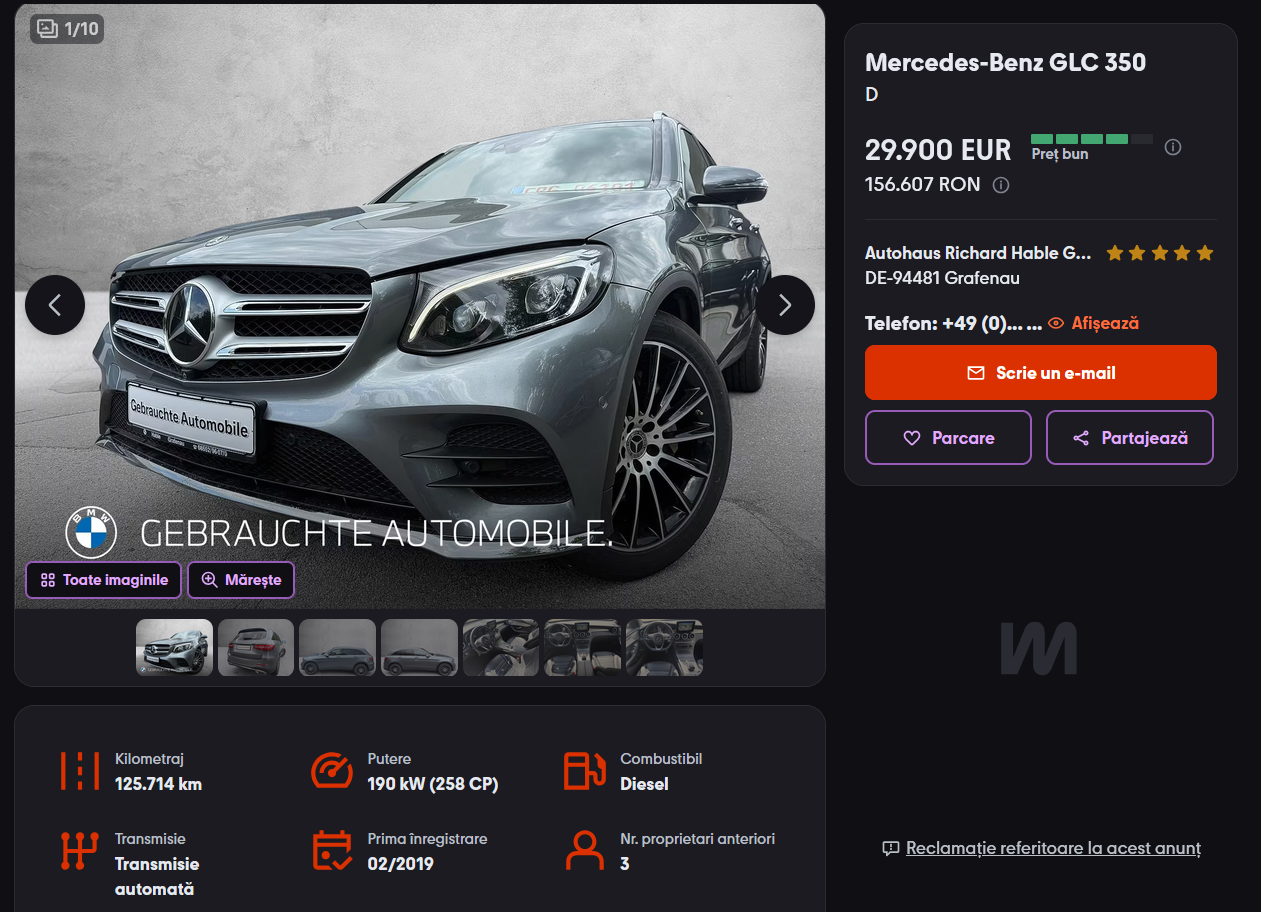 1/10
Mercedes-Benz GLC 350
D
29.900 EUR
Preț bun
156.607 RON
Autohaus Richard Hable G...
DE-94481 Grafenau
Telefon: +49 (0)... ...
Afișează
Scrie un e-mail
Parcare
Partajează
Gebrauchte Automobile
BMW
GEBRAUCHTE AUTOMOBILE.
Toate imaginile
Mărește
Kilometraj
125.714 km
Putere
190 kW (258 CP)
Combustibil
Diesel
Transmisie
Transmisie
automată
Prima înregistrare
02/2019
Nr. proprietari anteriori
3
Reclamație referitoare la acest anunț